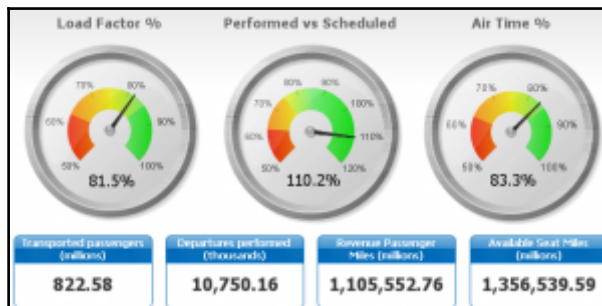 Load Factor %
Performed vs Scheduled
Air Time %
50%
60%
70%
80%
90%
100%
81.5%
50%
60%
70%
80%
90%
100%
110%
120%
110.2%
50%
60%
70%
80%
90%
100%
83.3%
Transported passengers
(millions)
822.58
Departures performed
(thousands)
10,750.16
Revenue Passenger
Miles (millions)
1,105,552.76
Available Seat Miles
(millions)
1,356,539.59